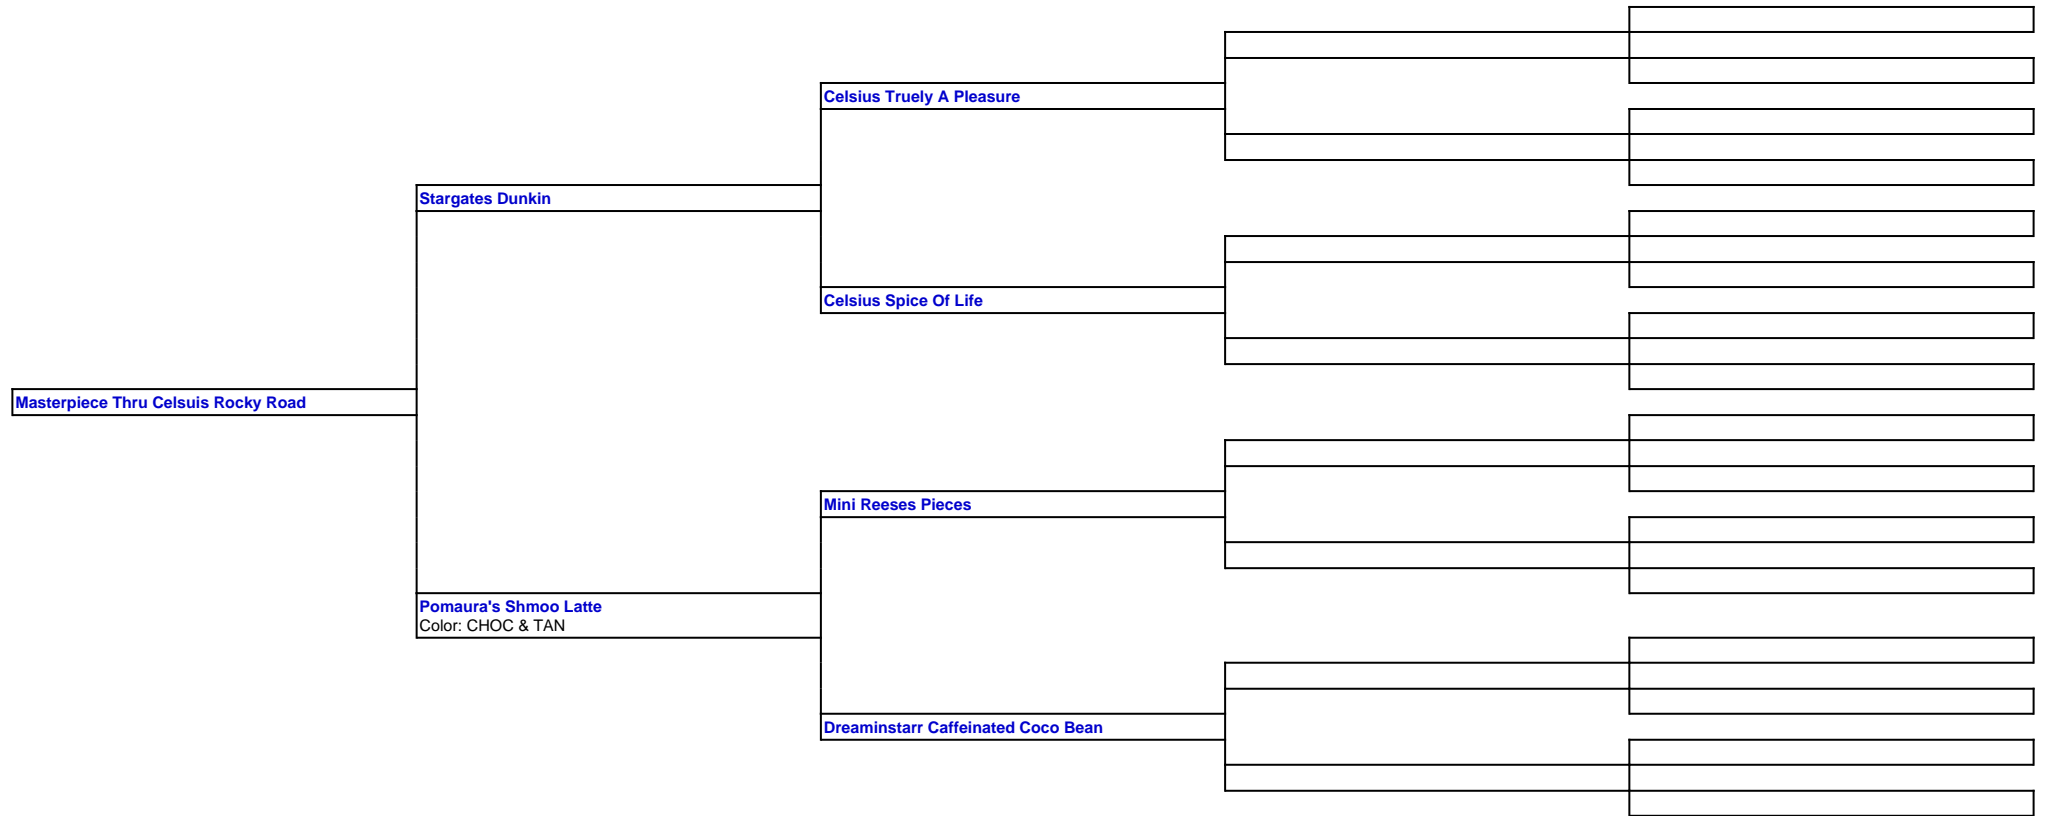 Celsius Truely A Pleasure
Stargates Dunkin
Celsius Spice Of Life
Masterpiece Thru Celsuis Rocky Road
Mini Reeses Pieces
Pomaura's Shmoo Latte
Color: CHOC & TAN
Dreaminstarr Caffeinated Coco Bean